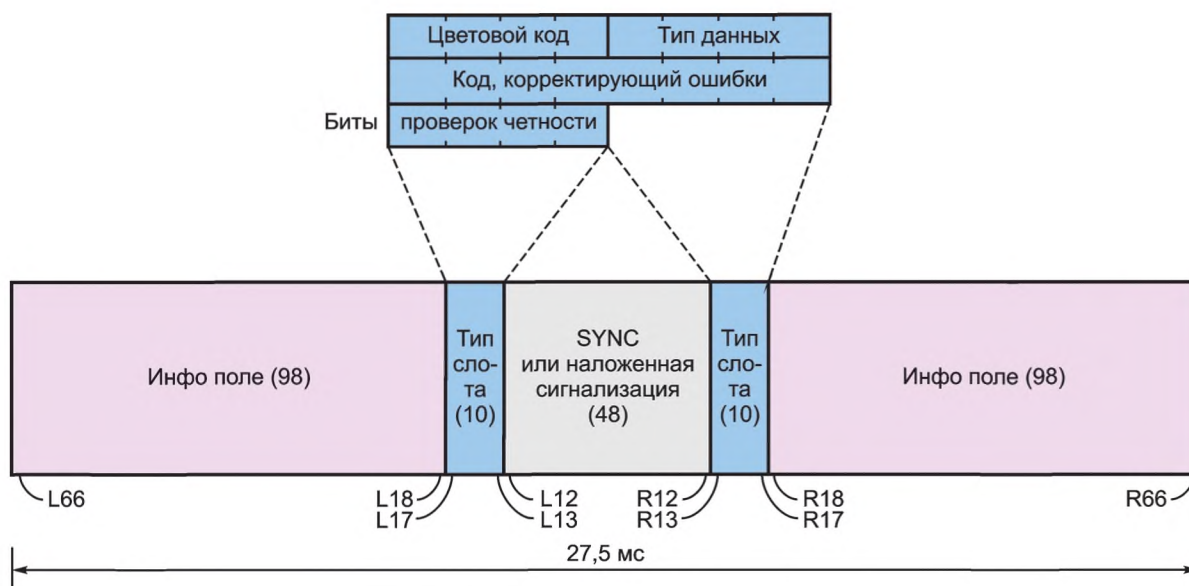 Цветовой код Тип данных
Код, корректирующий ошибки
Биты проверок четности
Инфо поле (98)
Тип
сло-
та
(10)
SYNC
или наложенная
сигнализация
(48)
Тип
сло-
та
(10)
Инфо поле (98)
L66 L18 L12 R12 R18 R66
L17 L13 R13 R17
27,5 мс